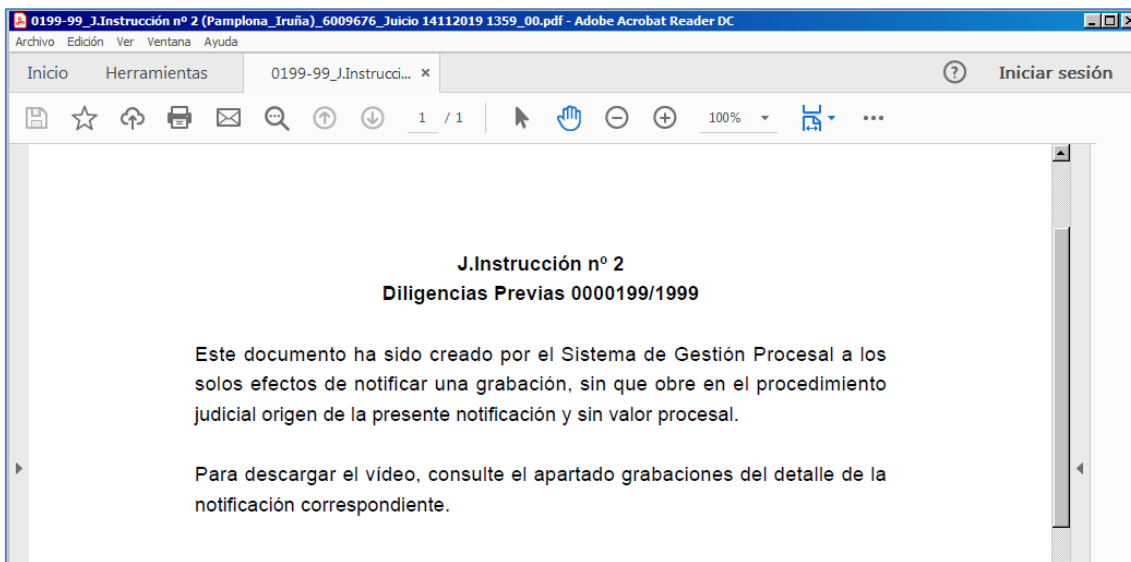 0199-99_J.Instrucción nº 2 (Pamplona_Iruña)_6009676_Juicio 14112019 1359_00.pdf - Adobe Acrobat Reader DC
Archivo Edición Ver Ventana Ayuda
Inicio Herramientas 0199-99_J.Instrucci... × ? Iniciar sesión
1 / 1 100%
J.Instrucción nº 2
Diligencias Previas 0000199/1999
Este documento ha sido creado por el Sistema de Gestión Procesal a los
solos efectos de notificar una grabación, sin que obre en el procedimiento
judicial origen de la presente notificación y sin valor procesal.
Para descargar el vídeo, consulte el apartado grabaciones del detalle de la
notificación correspondiente.